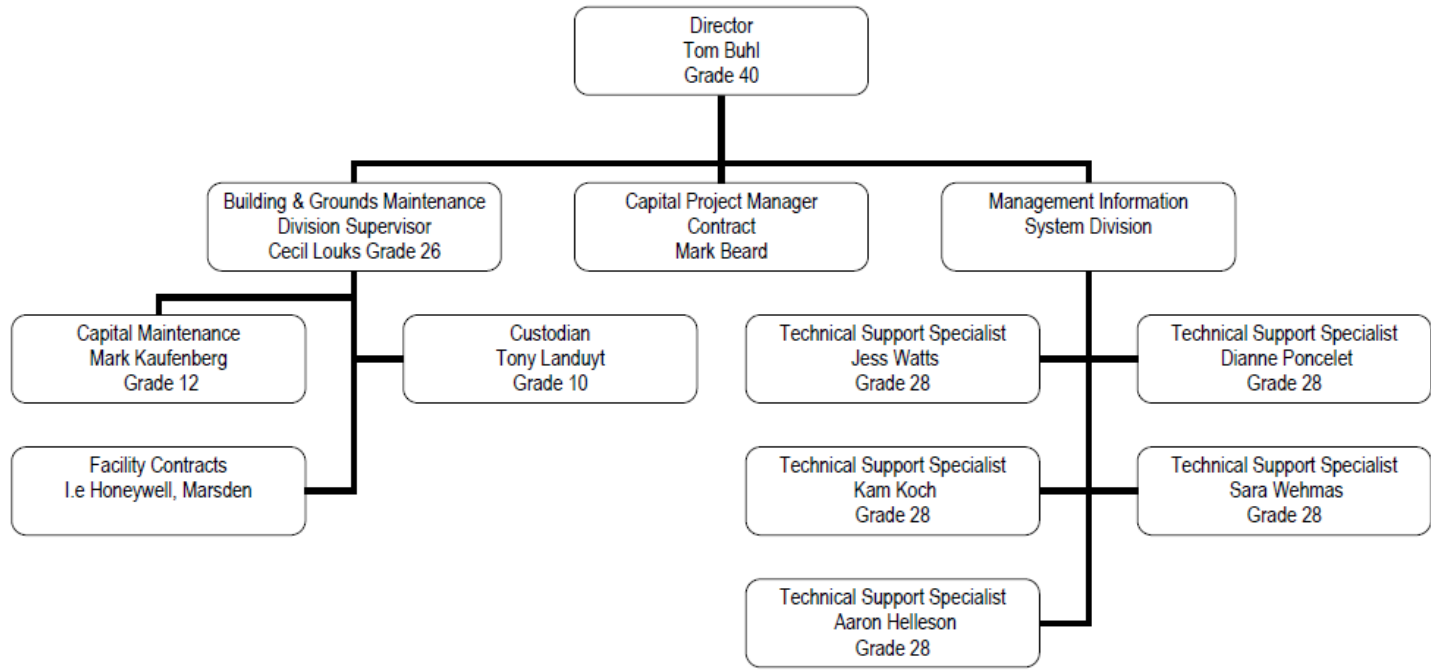 Director
Tom Buhl
Grade 40
Building & Grounds Maintenance
Division Supervisor
Cecil Louks Grade 26
Capital Project Manager
Contract
Mark Beard
Management Information
System Division
Capital Maintenance
Mark Kaufenberg
Grade 12
Custodian
Tony Landuyt
Grade 10
Technical Support Specialist
Jess Watts
Grade 28
Technical Support Specialist
Dianne Poncelet
Grade 28
Facility Contracts
I.e Honeywell, Marsden
Technical Support Specialist
Kam Koch
Grade 28
Technical Support Specialist
Sara Wehmas
Grade 28
Technical Support Specialist
Aaron Helleson
Grade 28